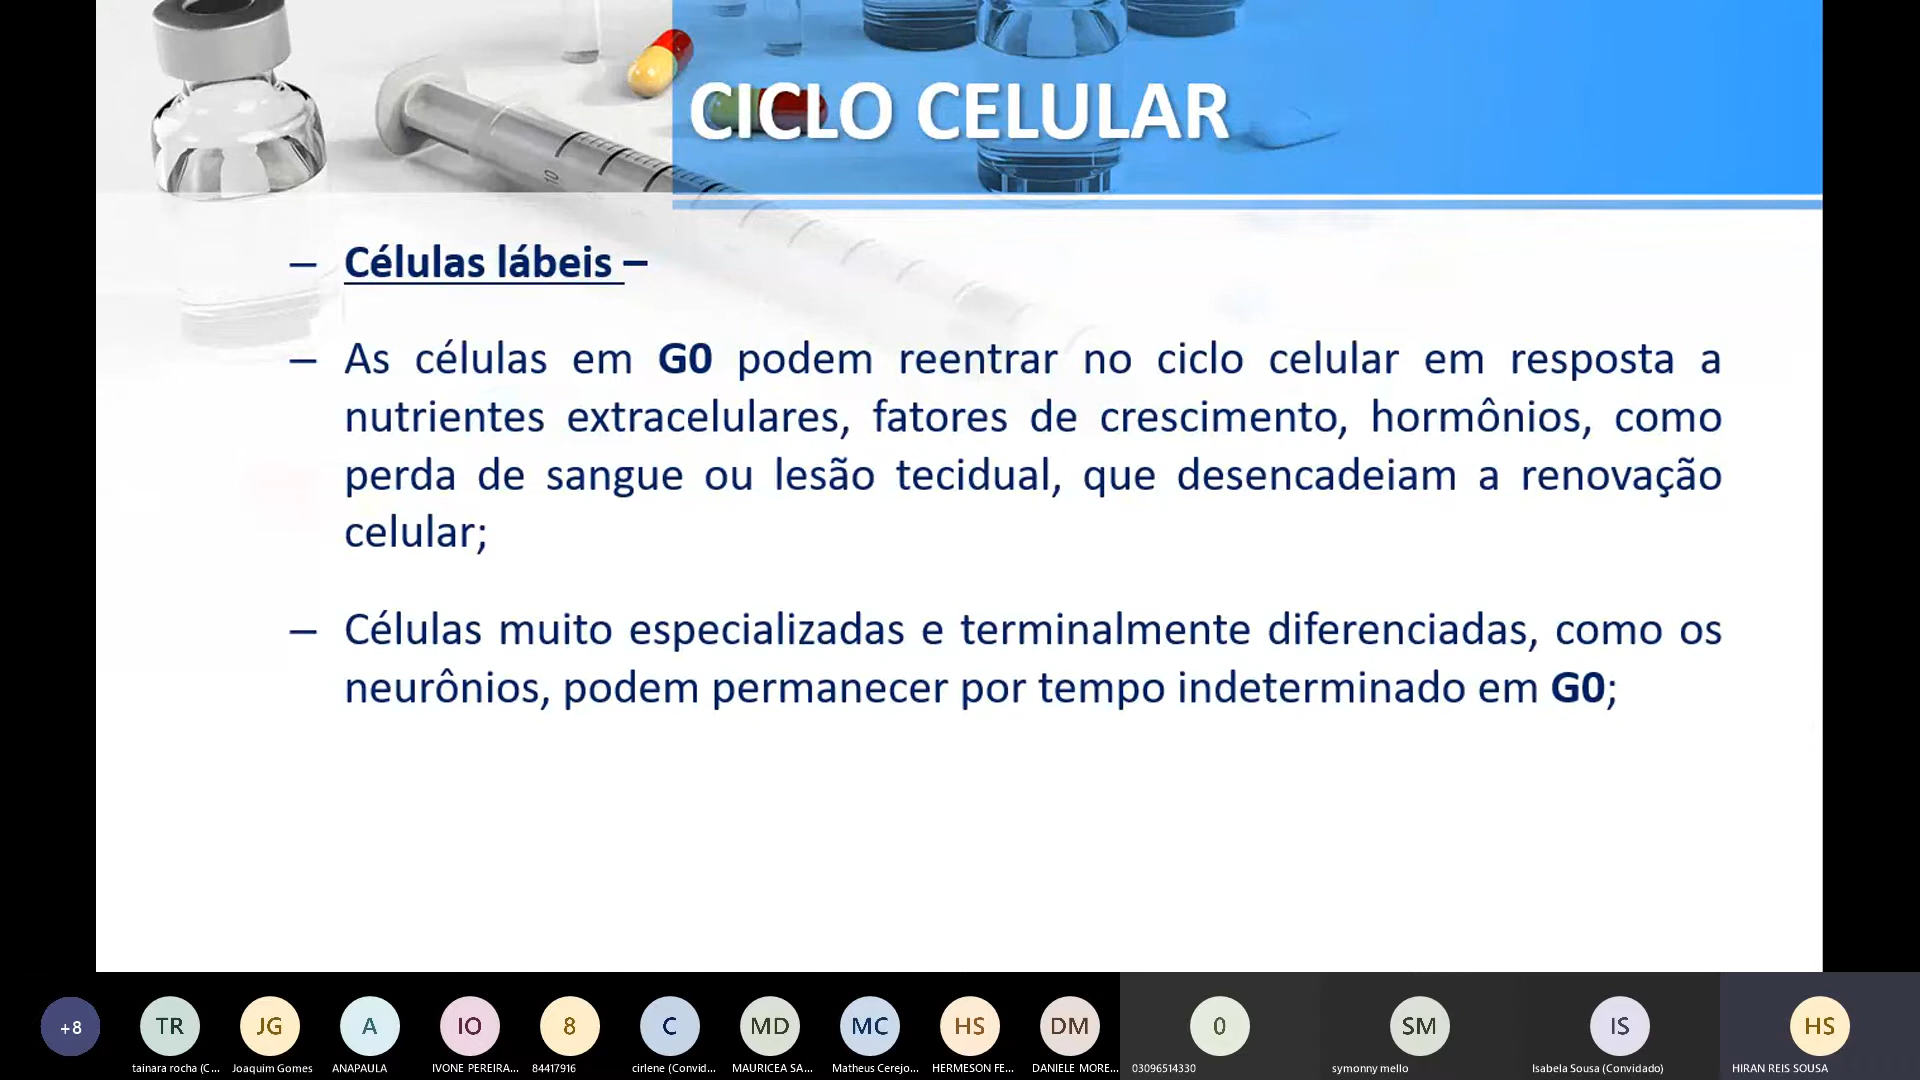 CICLO CELULAR
– Células lábeis –
– As células em G0 podem reentrar no ciclo celular em resposta a
nutrientes extracelulares, fatores de crescimento, hormônios, como
perda de sangue ou lesão tecidual, que desencadeiam a renovação
celular;
– Células muito especializadas e terminalmente diferenciadas, como os
neurônios, podem permanecer por tempo indeterminado em G0;
10
+8 TR JG A IO 8 C MD MC HS DM 0 SM IS HS
tainara rocha (C... Joaquim Gomes ANAPAULA IVONE PEREIRA... 84417916 cirlene (Convid... MAURICEA SA... Matheus Cerejo... HERMESON FE... DANIELE MORE... 03096514330 symonny mello Isabela Sousa (Convidado) HIRAN REIS SOUSA